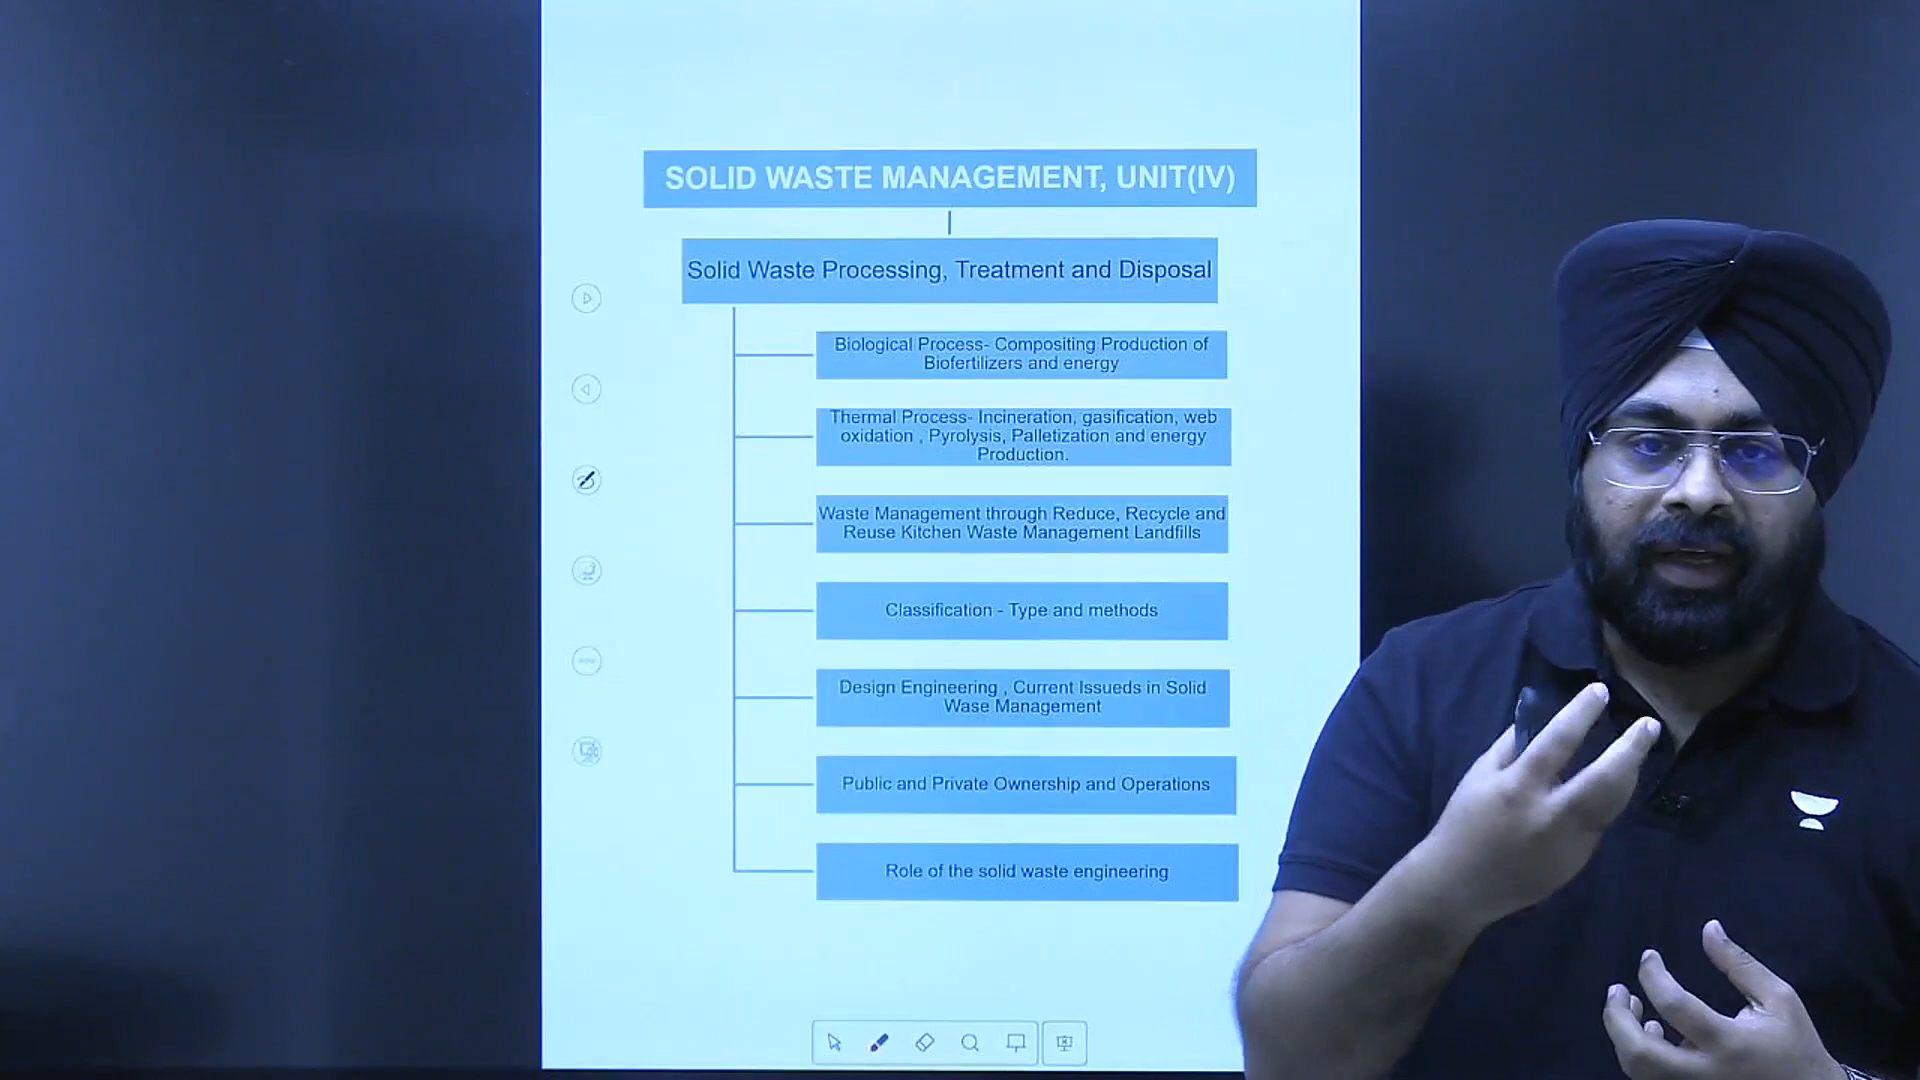 SOLID WASTE MANAGEMENT, UNIT(IV)
Solid Waste Processing, Treatment and Disposal
Biological Process- Compositing Production of
Biofertilizers and energy
Thermal Process- Incineration, gasification, web
oxidation , Pyrolysis, Palletization and energy
Production.
Waste Management through Reduce, Recycle and
Reuse Kitchen Waste Management Landfills
Classification - Type and methods
Design Engineering , Current Issueds in Solid
Wase Management
Public and Private Ownership and Operations
Role of the solid waste engineering